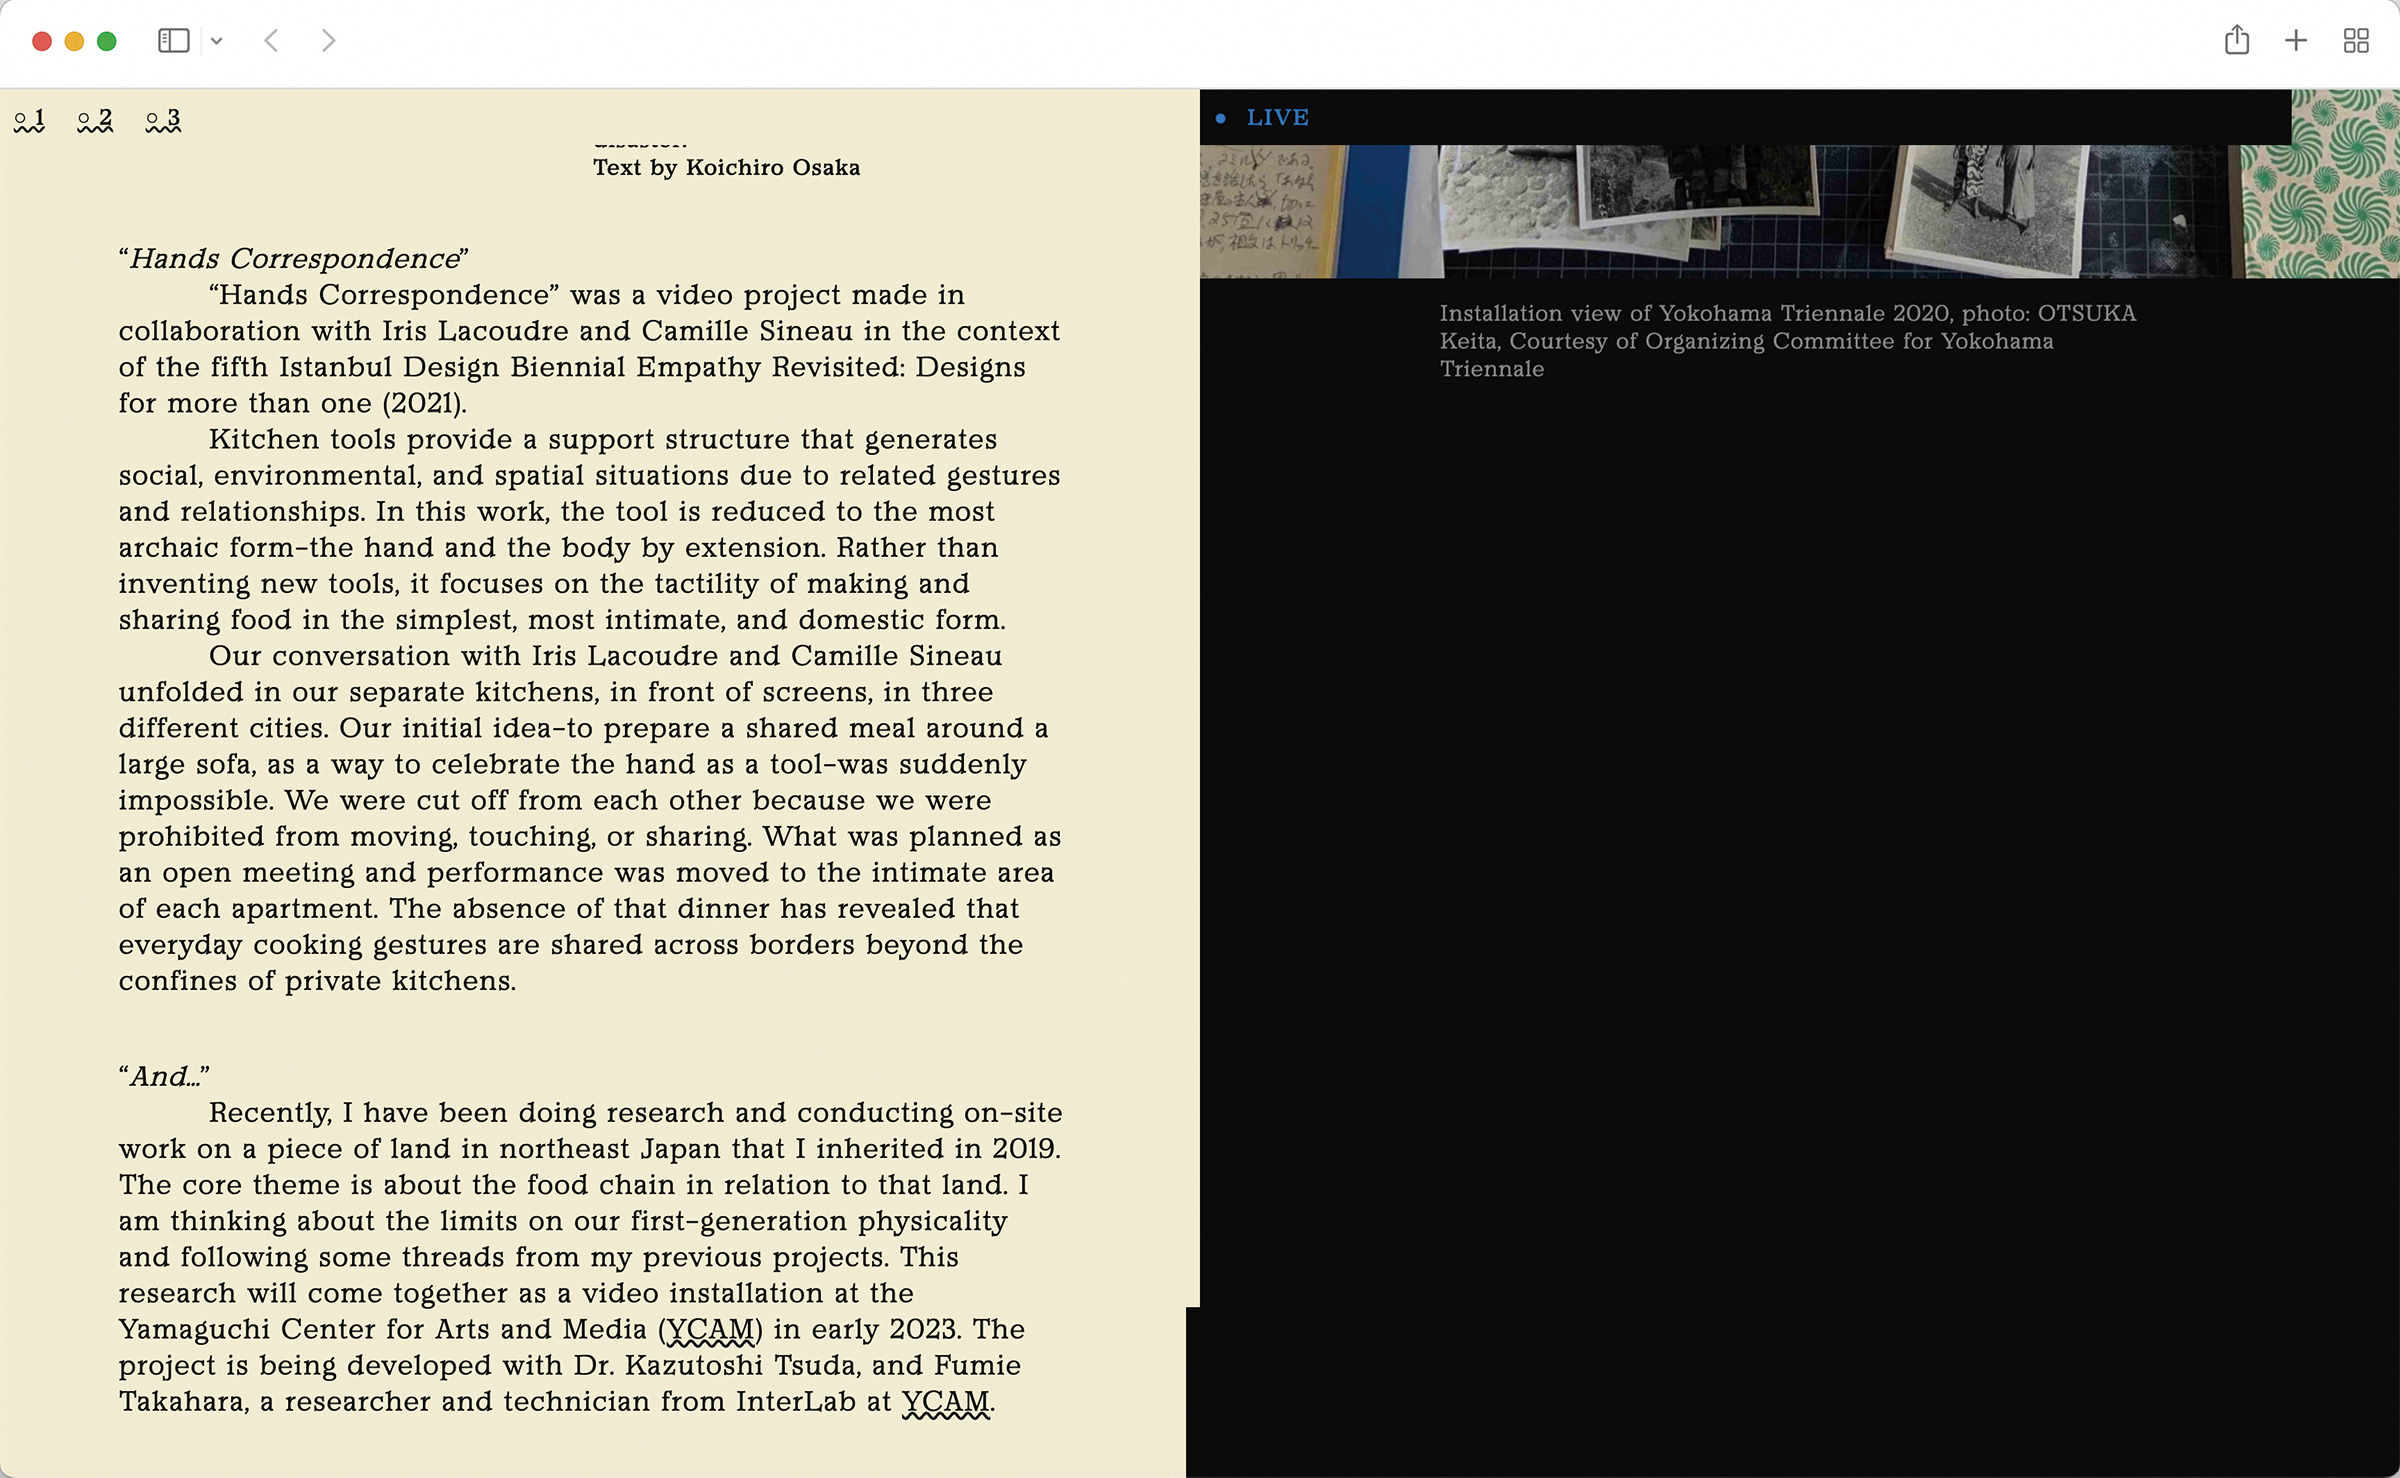 1 2 3
LIVE
disaster.
Text by Koichiro Osaka
“Hands Correspondence”
“Hands Correspondence” was a video project made in
collaboration with Iris Lacoudre and Camille Sineau in the context
of the fifth Istanbul Design Biennial Empathy Revisited: Designs
for more than one (2021).
Kitchen tools provide a support structure that generates
social, environmental, and spatial situations due to related gestures
and relationships. In this work, the tool is reduced to the most
archaic form–the hand and the body by extension. Rather than
inventing new tools, it focuses on the tactility of making and
sharing food in the simplest, most intimate, and domestic form.
Our conversation with Iris Lacoudre and Camille Sineau
unfolded in our separate kitchens, in front of screens, in three
different cities. Our initial idea–to prepare a shared meal around a
large sofa, as a way to celebrate the hand as a tool–was suddenly
impossible. We were cut off from each other because we were
prohibited from moving, touching, or sharing. What was planned as
an open meeting and performance was moved to the intimate area
of each apartment. The absence of that dinner has revealed that
everyday cooking gestures are shared across borders beyond the
confines of private kitchens.
“And…”
Recently, I have been doing research and conducting on-site
work on a piece of land in northeast Japan that I inherited in 2019.
The core theme is about the food chain in relation to that land. I
am thinking about the limits on our first-generation physicality
and following some threads from my previous projects. This
research will come together as a video installation at the
Yamaguchi Center for Arts and Media (YCAM) in early 2023. The
project is being developed with Dr. Kazutoshi Tsuda, and Fumie
Takahara, a researcher and technician from InterLab at YCAM.
Installation view of Yokohama Triennale 2020, photo: OTSUKA
Keita, Courtesy of Organizing Committee for Yokohama
Triennale